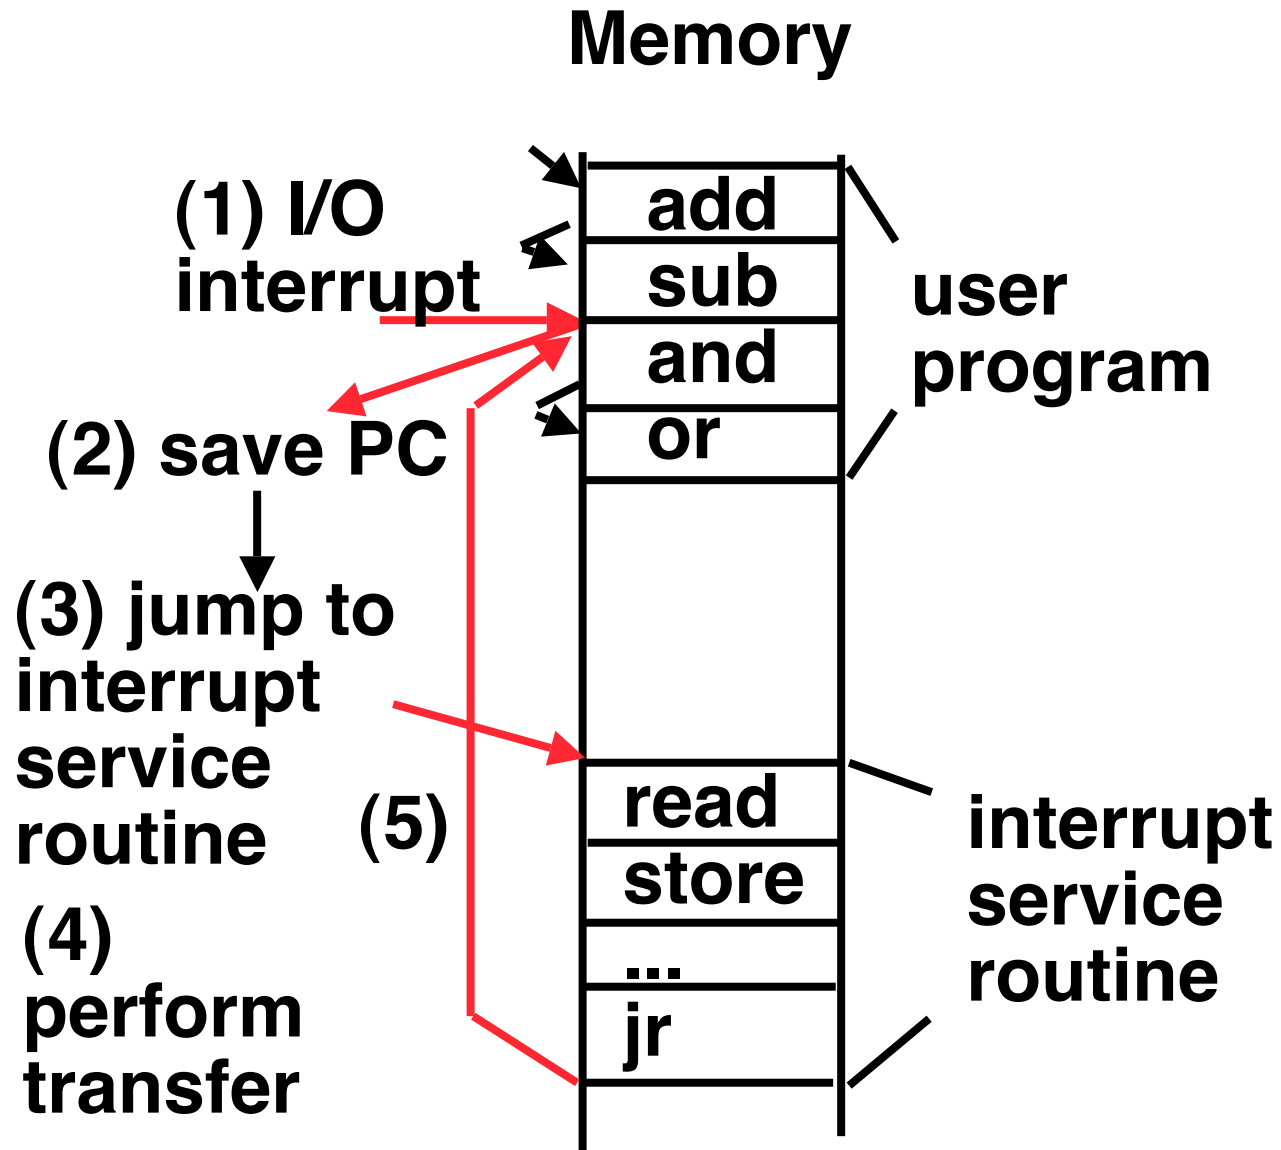 Memory
(1) I/O
interrupt
add
sub
and
or
user
program
(2) save PC
(3) jump to
interrupt
service
routine
(4)
perform
transfer
(5)
read
store
...
jr
interrupt
service
routine